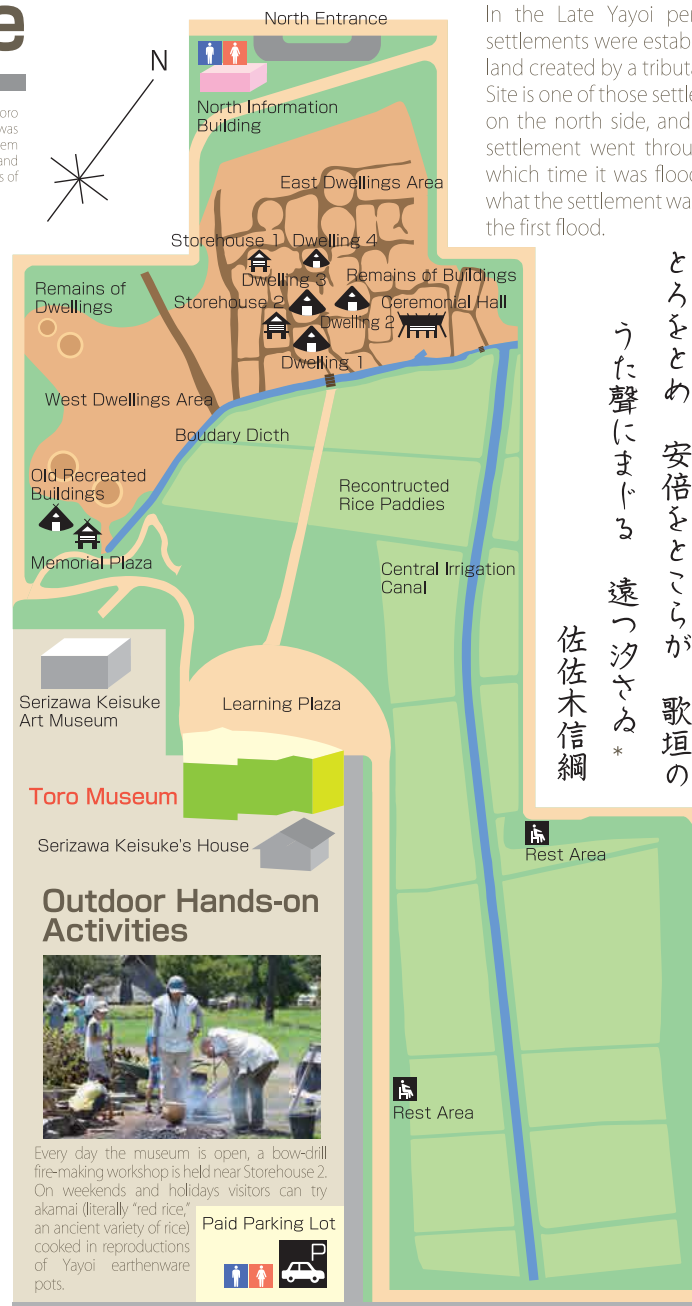 e
North Entrance
N
oro
was
em
and
s of
In the Late Yayoi per
settlements were estab
land created by a tributa
Site is one of those settle
on the north side, and
settlement went throu
which time it was flood
what the settlement wa
the first flood.
North Information
Building
East Dwellings Area
Storehouse 1
Dwelling 4
Dwelling 3
Remains of Buildings
Remains of
Dwellings
Storehouse 2
Ceremonial Hall
Dwelling 2
Dwelling 1
West Dwellings Area
Boudary Dicth
Old Recreated
Buildings
Recontructed
Rice Paddies
Memorial Plaza
Central Irrigation
Canal
とろをとめ 安倍をとこらが 歌垣の
うた聲にまじる 遠つ汐さゐ*
佐佐木信綱
Serizawa Keisuke
Art Museum
Learning Plaza
Toro Museum
Serizawa Keisuke's House
Rest Area
Outdoor Hands-on
Activities
Rest Area
Every day the museum is open, a bow-drill
fire-making workshop is held near Storehouse 2.
On weekends and holidays visitors can try
akamai (literally “red rice,”
an ancient variety of rice)
cooked in reproductions
of Yayoi earthenware
pots.
Paid Parking Lot
P